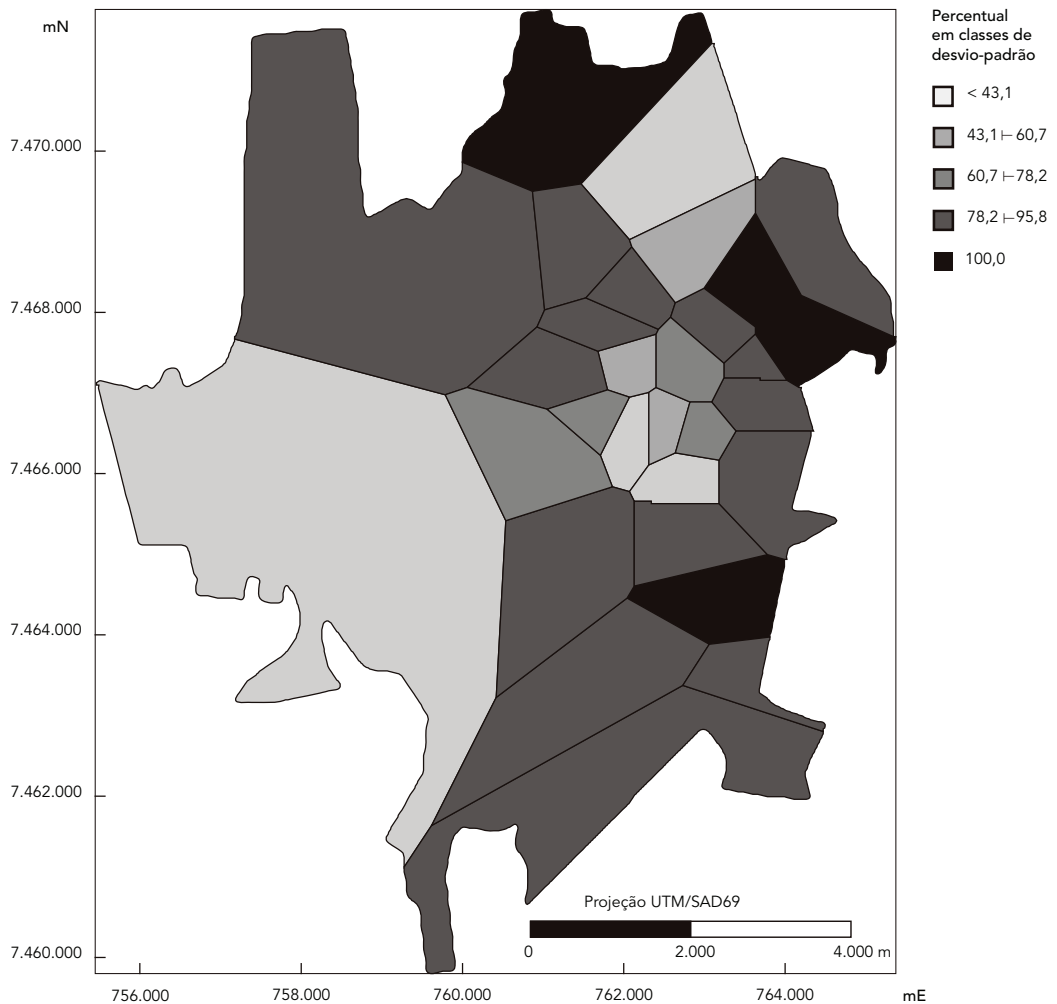 mN
7.470.000
7.468.000
7.466.000
7.464.000
7.462.000
7.460.000
756.000
758.000
760.000
762.000
764.000
mE
Projeção UTM/SAD69
0
2.000
4.000 m
Percentual
em classes de
desvio-padrão
< 43,1
43,1 ⊢ 60,7
60,7 ⊢ 78,2
78,2 ⊢ 95,8
100,0